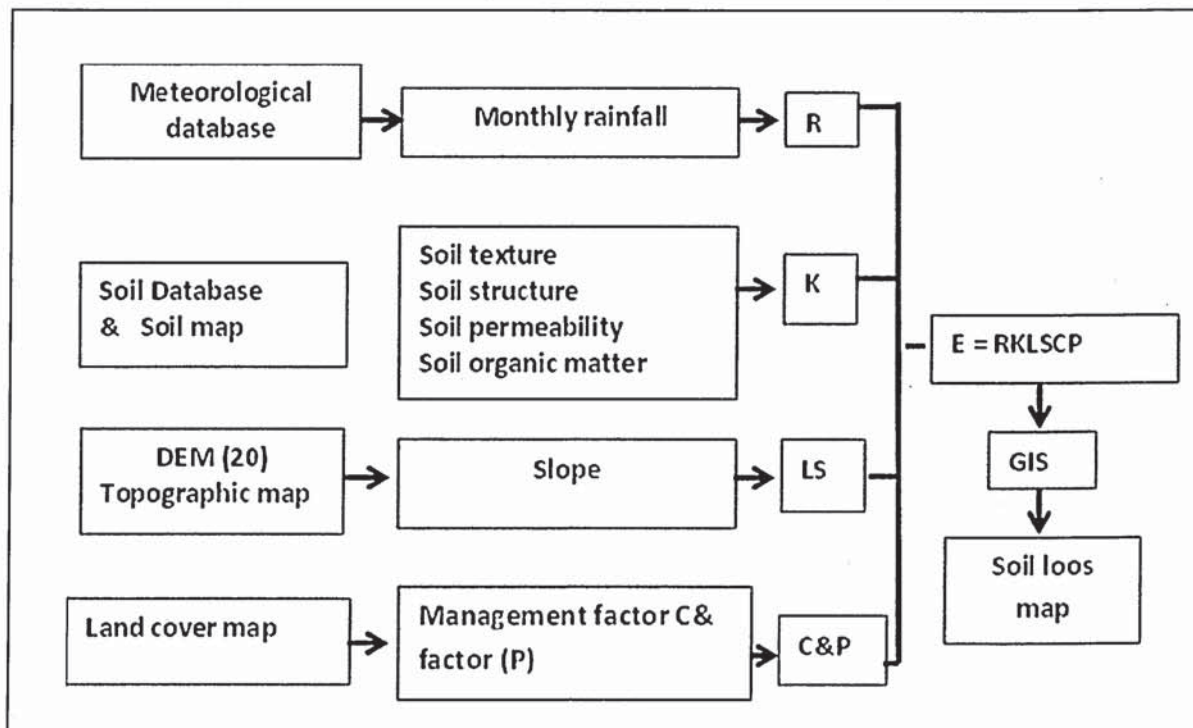 Meteorological
database
Monthly rainfall
R
Soil Database
& Soil map
Soil texture
Soil structure
Soil permeability
Soil organic matter
K
DEM (20)
Topographic map
Slope
LS
Land cover map
Management factor C&
factor (P)
C&P
E = RKLSCP
GIS
Soil loos
map